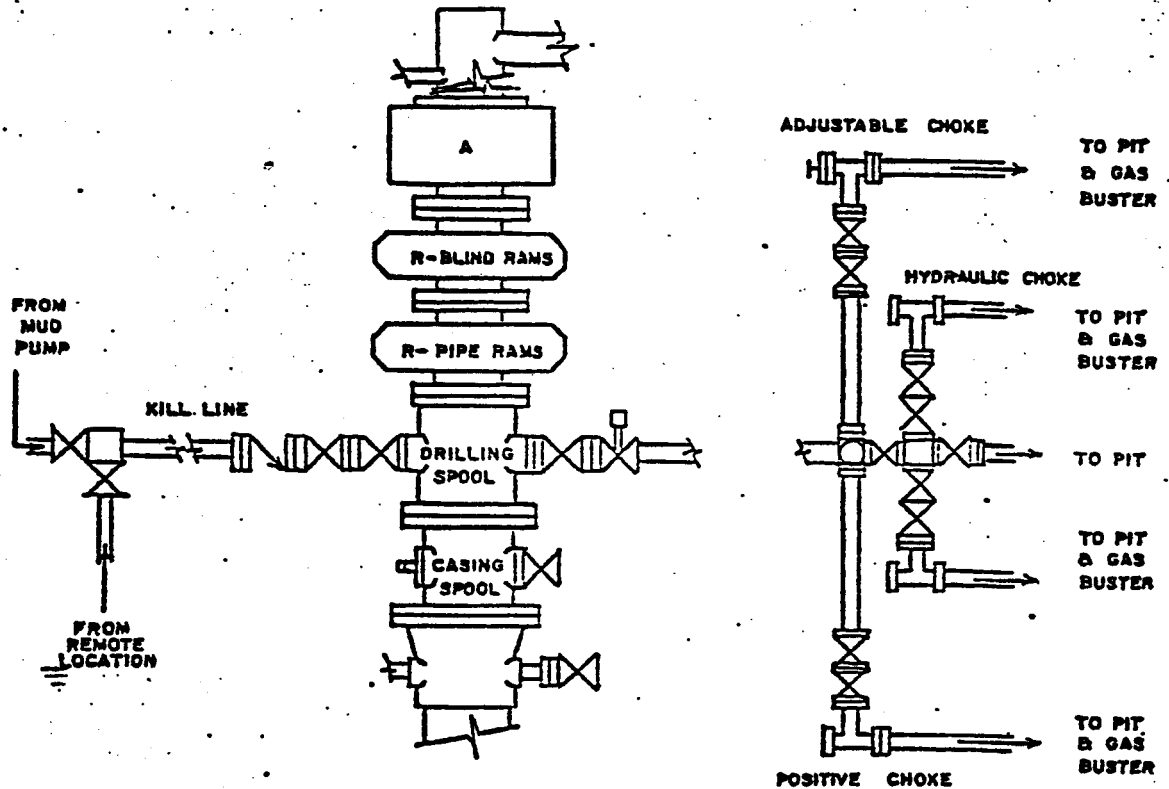 A
R-BLIND RAMS
R- PIPE RAMS
FROM
MUD
PUMP
KILL. LINE
DRILLING
SPOOL
CASING
SPOOL
FROM
REMOTE
LOCATION
ADJUSTABLE CHOKE
TO PIT
& GAS
BUSTER
HYDRAULIC CHOKE
TO PIT
& GAS
BUSTER
TO PIT
TO PIT
& GAS
BUSTER
TO PIT
& GAS
BUSTER
POSITIVE CHOKE